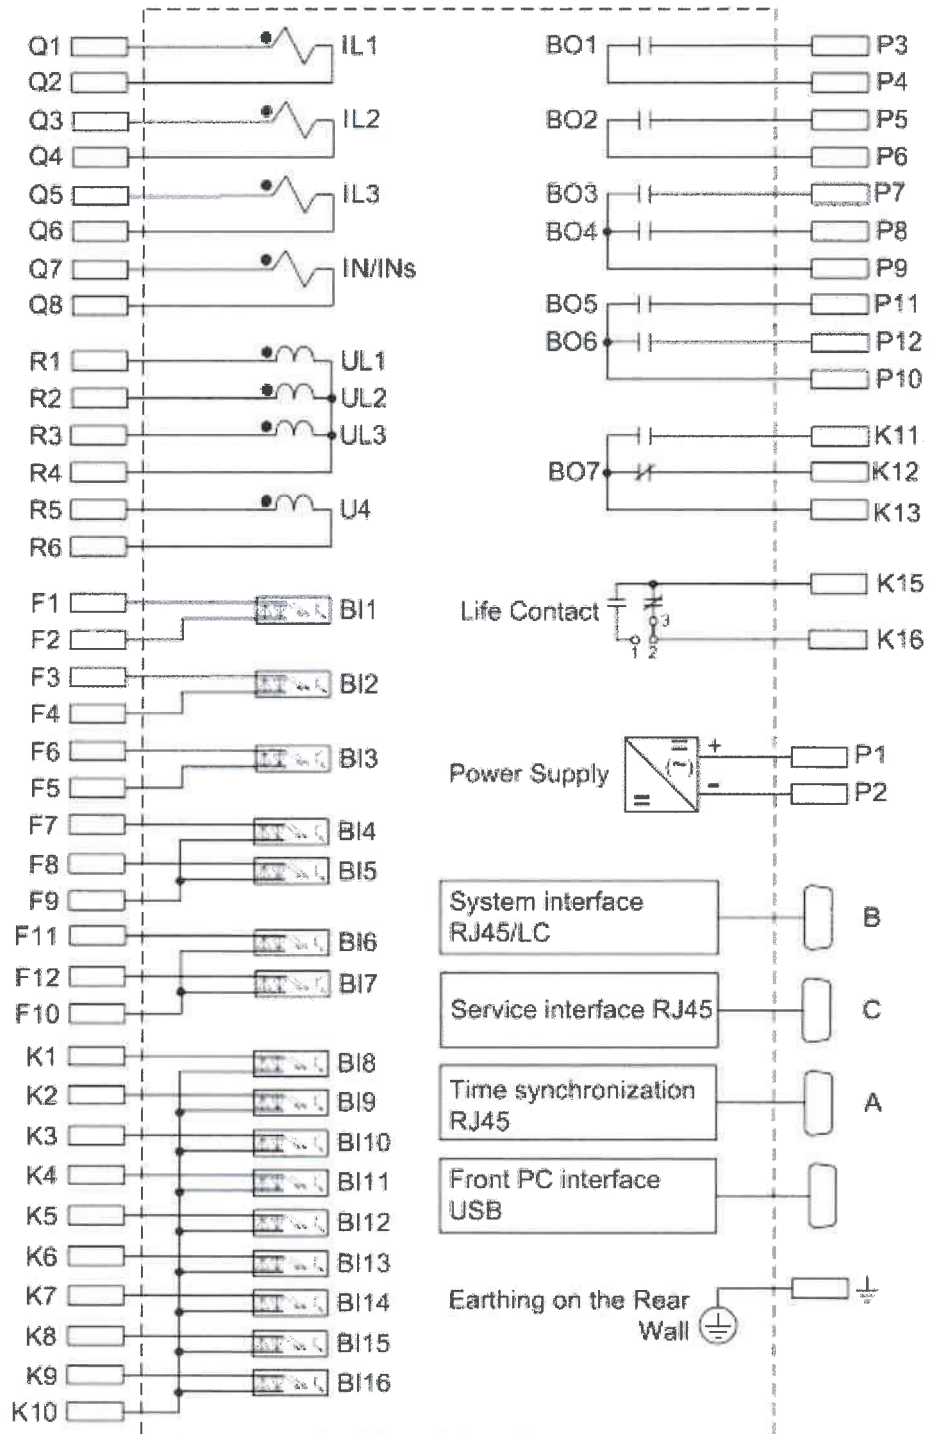 Q1 IL1 BO1 P3
Q2 P4
Q3 IL2 BO2 P5
Q4 P6
Q5 IL3 BO3 P7
Q6 BO4 P8
Q7 IN/INs P9
Q8 BO5 P11
BO6 P12
R1 UL1 P10
R2 UL2
R3 UL3 K11
R4 BO7 K12
R5 U4 K13
R6
F1 BI1 Life Contact K15
3
F2 1 2 K16
F3 BI2
F4
F6 BI3 + P1
Power Supply (~)
F5 - P2
F7 BI4
F8 BI5
F9
System interface
RJ45/LC B
F11 BI6
F12 BI7
F10 Service interface RJ45 C
K1 BI8
K2 BI9 Time synchronization
RJ45 A
K3 BI10
K4 BI11 Front PC interface
USB
K5 BI12
K6 BI13
K7 BI14 Earthing on the Rear
Wall
K8 BI15
K9 BI16
K10